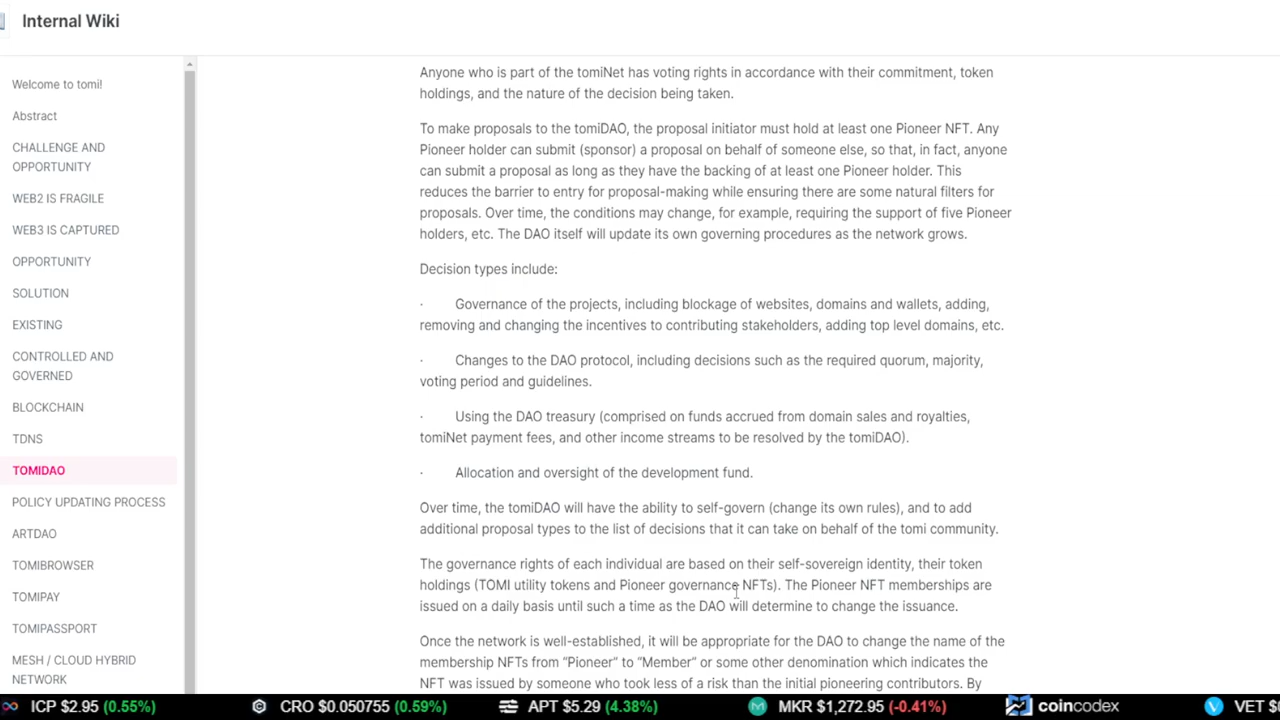 Internal Wiki
Welcome to tomi!
Abstract
CHALLENGE AND
OPPORTUNITY
WEB2 IS FRAGILE
WEB3 IS CAPTURED
OPPORTUNITY
SOLUTION
EXISTING
CONTROLLED AND
GOVERNED
BLOCKCHAIN
TDNS
TOMIDAO
POLICY UPDATING PROCESS
ARTDAO
TOMIBROWSER
TOMIPAY
TOMIPASSPORT
MESH / CLOUD HYBRID
NETWORK
Anyone who is part of the tomiNet has voting rights in accordance with their commitment, token
holdings, and the nature of the decision being taken.
To make proposals to the tomiDAO, the proposal initiator must hold at least one Pioneer NFT. Any
Pioneer holder can submit (sponsor) a proposal on behalf of someone else, so that, in fact, anyone
can submit a proposal as long as they have the backing of at least one Pioneer holder. This
reduces the barrier to entry for proposal-making while ensuring there are some natural filters for
proposals. Over time, the conditions may change, for example, requiring the support of five Pioneer
holders, etc. The DAO itself will update its own governing procedures as the network grows.
Decision types include:
· Governance of the projects, including blockage of websites, domains and wallets, adding,
removing and changing the incentives to contributing stakeholders, adding top level domains, etc.
· Changes to the DAO protocol, including decisions such as the required quorum, majority,
voting period and guidelines.
· Using the DAO treasury (comprised on funds accrued from domain sales and royalties,
tomiNet payment fees, and other income streams to be resolved by the tomiDAO).
· Allocation and oversight of the development fund.
Over time, the tomiDAO will have the ability to self-govern (change its own rules), and to add
additional proposal types to the list of decisions that it can take on behalf of the tomi community.
The governance rights of each individual are based on their self-sovereign identity, their token
holdings (TOMI utility tokens and Pioneer governance NFTs). The Pioneer NFT memberships are
issued on a daily basis until such a time as the DAO will determine to change the issuance.
Once the network is well-established, it will be appropriate for the DAO to change the name of the
membership NFTs from “Pioneer” to “Member” or some other denomination which indicates the
NFT was issued by someone who took less of a risk than the initial pioneering contributors. By
ICP $2.95 (0.55%) CRO $0.050755 (0.59%) APT $5.29 (4.38%) MKR $1,272.95 (-0.41%) coincodex VET